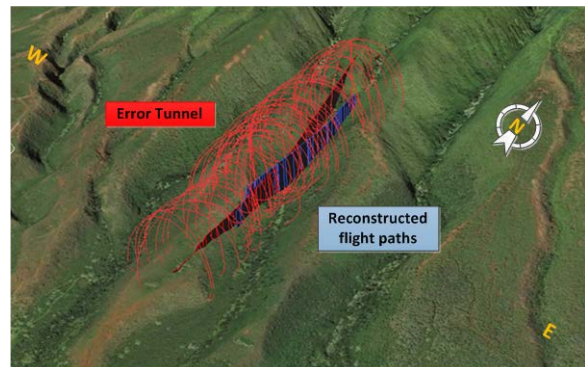 W
Error Tunnel
N
Reconstructed
flight paths
E